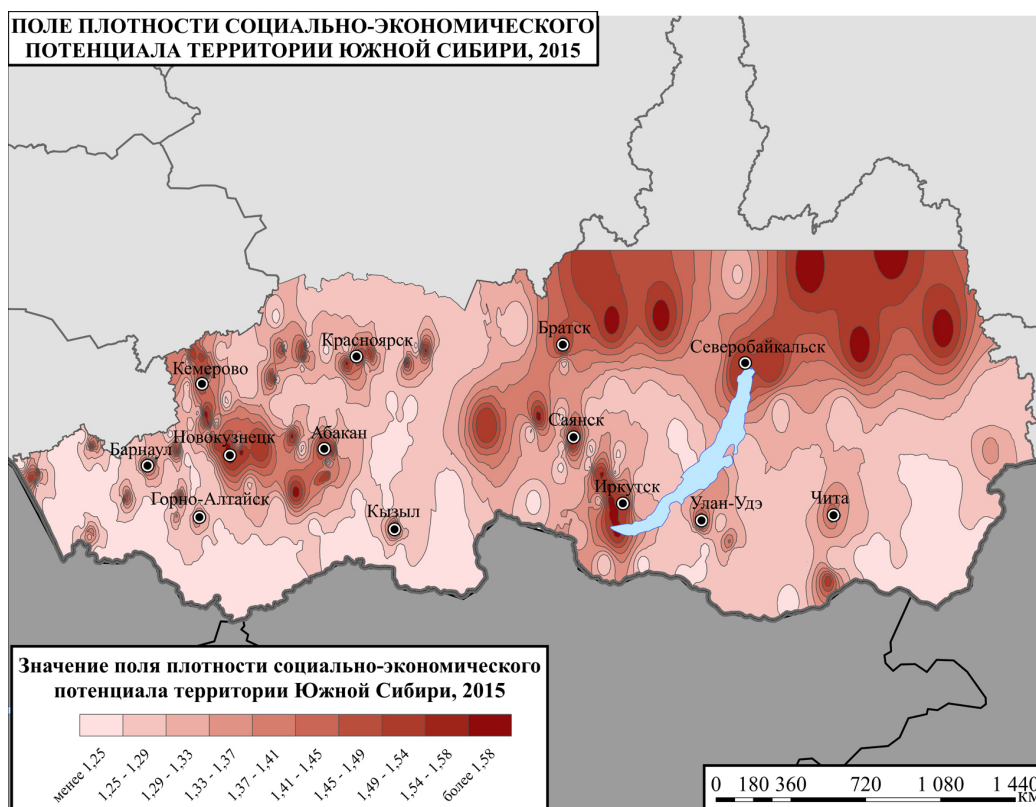 ПОЛЕ ПЛОТНОСТИ СОЦИАЛЬНО-ЭКОНОМИЧЕСКОГО
ПОТЕНЦИАЛА ТЕРРИТОРИИ ЮЖНОЙ СИБИРИ, 2015
Братск
Красноярск
Северобайкальск
Кемерово
Саянск
Новокузнецк
Абакан
Барнаул
Иркутск
Горно-Алтайск
Чита
Улан-Удэ
Кызыл
Значение поля плотности социально-экономического
потенциала территории Южной Сибири, 2015
менее 1,25
1,25 - 1,29
1,29 - 1,33
1,33 - 1,37
1,37 - 1,41
1,41 - 1,45
1,45 - 1,49
1,49 - 1,54
1,54 - 1,58
более 1,58
0 180 360 720 1 080 1 440
км